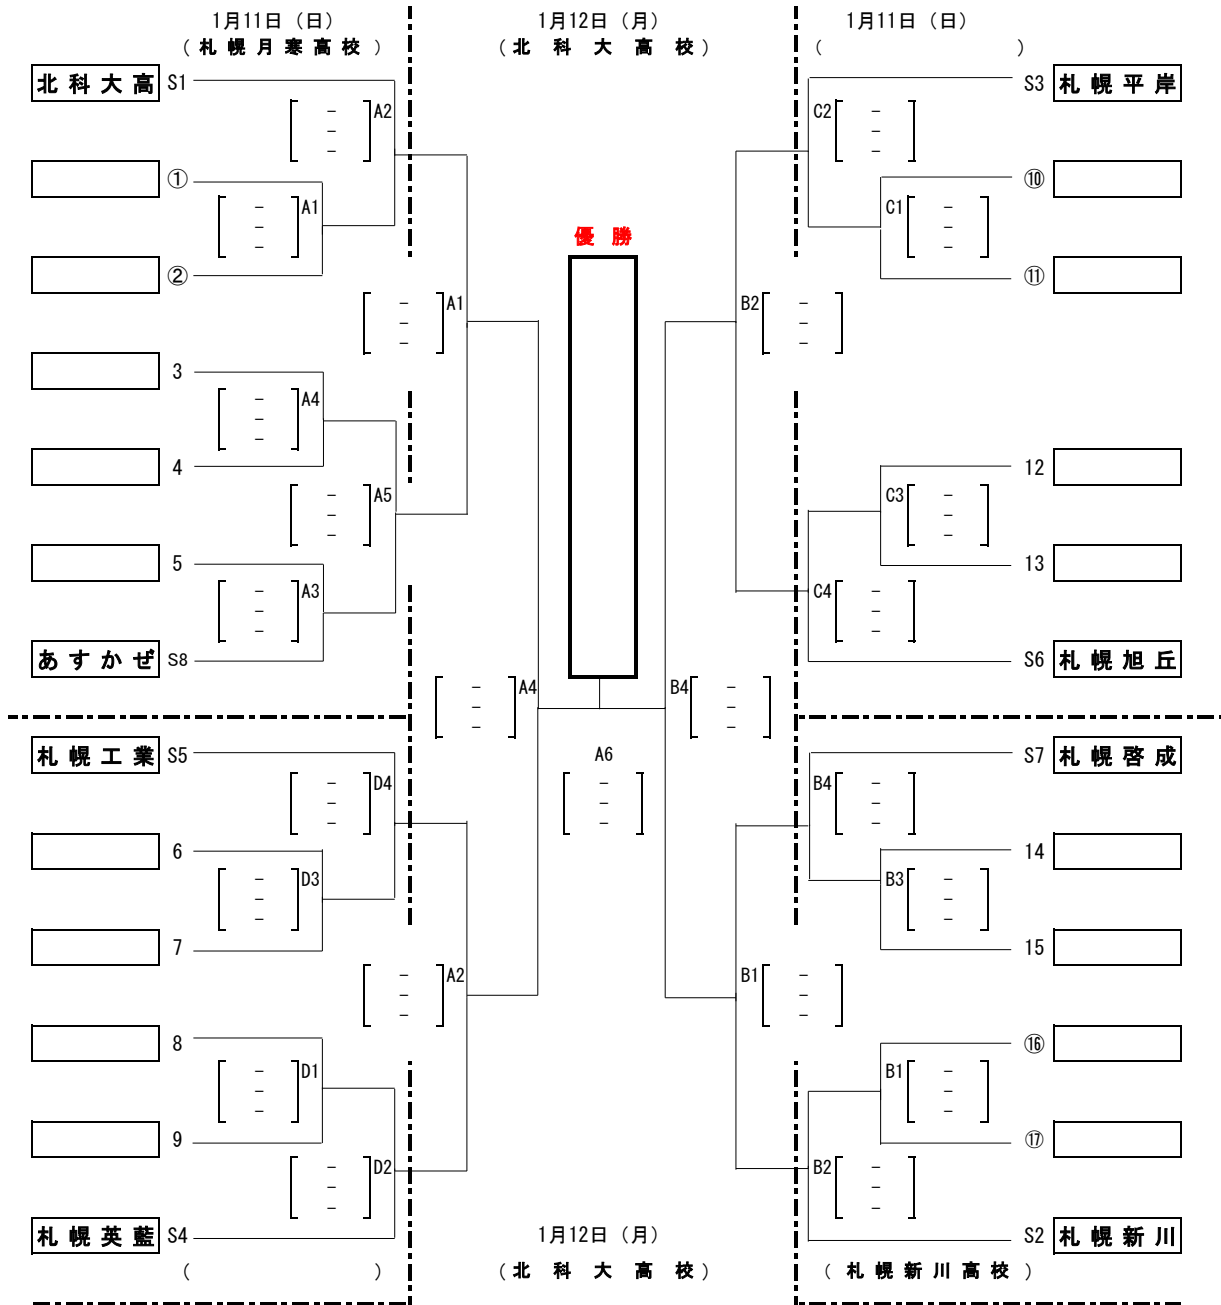 1月11日（日） 1月12日（月） 1月11日（日）
（札幌月寒高校） （北科大高校） （ ）
北科大高 S1 S3 札幌平岸
－ A2 C2 －
－ －
－ －
① ⑩
－ A1 C1 －
－ －
－ －
優勝
② ⑪
－ A1 B2 －
－ －
－ －
3
－ A4
－
－
4 12
－ A5 C3 －
－ －
－ －
5 13
－ A3 C4 －
－ －
－ －
あすかぜ S8 S6 札幌旭丘
－ A4 B4 －
－ －
－ －
札幌工業 S5 A6 S7 札幌啓成
－ D4 － B4 －
－ － －
－ － －
6 14
－ D3 B3 －
－ －
－ －
7 15
－ A2 B1 －
－ －
－ －
8 ⑯
－ D1 B1 －
－ －
－ －
9 ⑰
－ D2 B2 －
－ －
－ －
札幌英藍 S4 1月12日（月） S2 札幌新川
（ ） （北科大高校） （札幌新川高校）